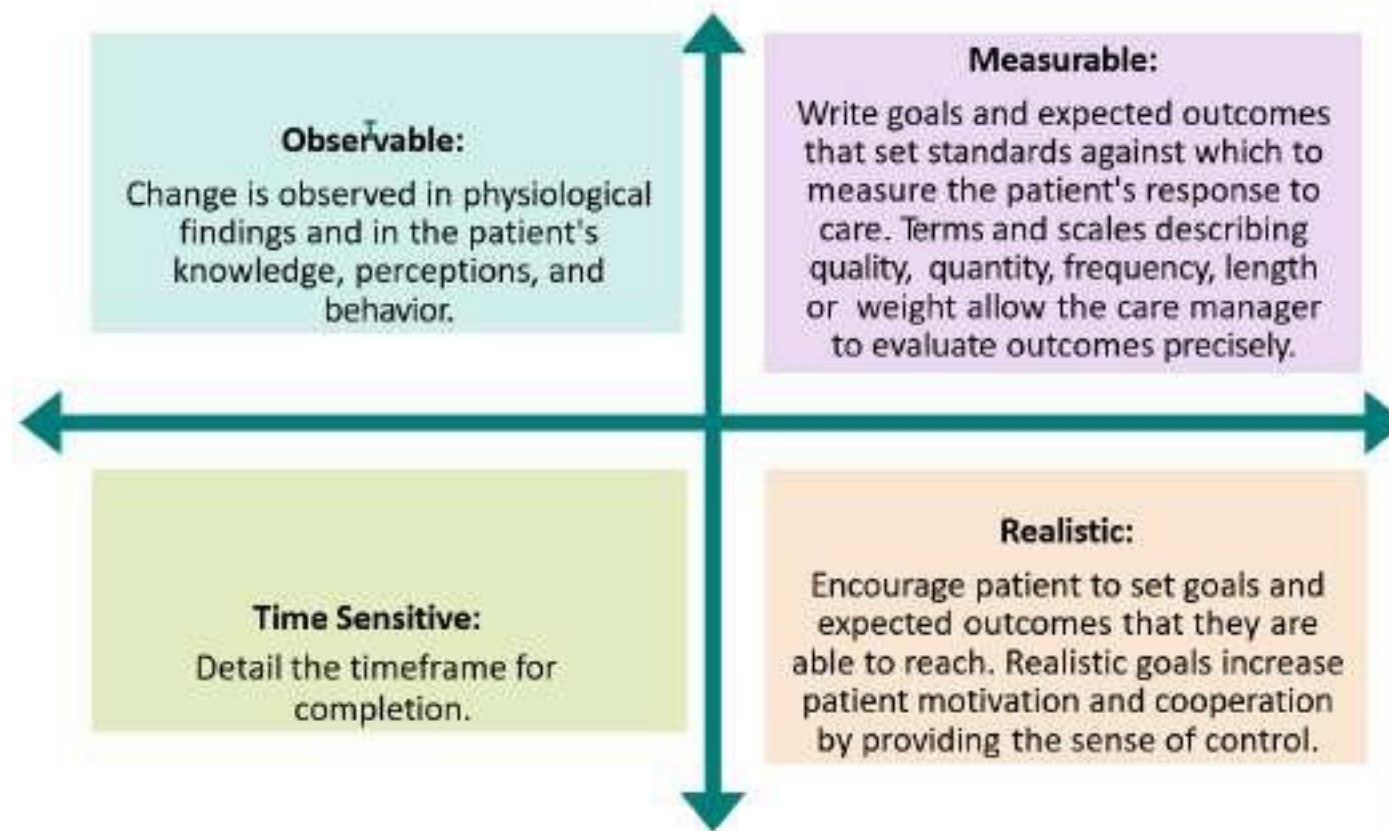 Observable:
Change is observed in physiological
findings and in the patient's
knowledge, perceptions, and
behavior.
Measurable:
Write goals and expected outcomes
that set standards against which to
measure the patient's response to
care. Terms and scales describing
quality, quantity, frequency, length
or weight allow the care manager
to evaluate outcomes precisely.
Time Sensitive:
Detail the timeframe for
completion.
Realistic:
Encourage patient to set goals and
expected outcomes that they are
able to reach. Realistic goals increase
patient motivation and cooperation
by providing the sense of control.